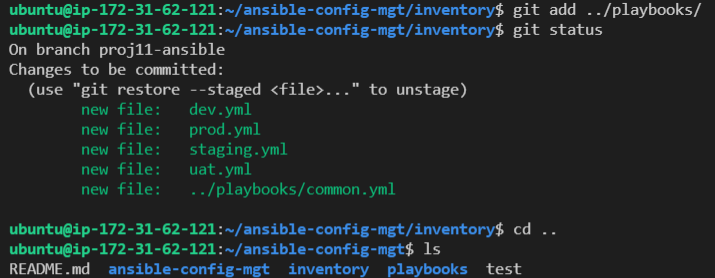 ubuntu@ip-172-31-62-121:~/ansible-config-mgt/inventory$ git add ../playbooks/
ubuntu@ip-172-31-62-121:~/ansible-config-mgt/inventory$ git status
On branch proj11-ansible
Changes to be committed:
  (use "git restore --staged <file>..." to unstage)
        new file:   dev.yml
        new file:   prod.yml
        new file:   staging.yml
        new file:   uat.yml
        new file:   ../playbooks/common.yml
ubuntu@ip-172-31-62-121:~/ansible-config-mgt/inventory$ cd ..
ubuntu@ip-172-31-62-121:~/ansible-config-mgt$ ls
README.md  ansible-config-mgt  inventory  playbooks  test